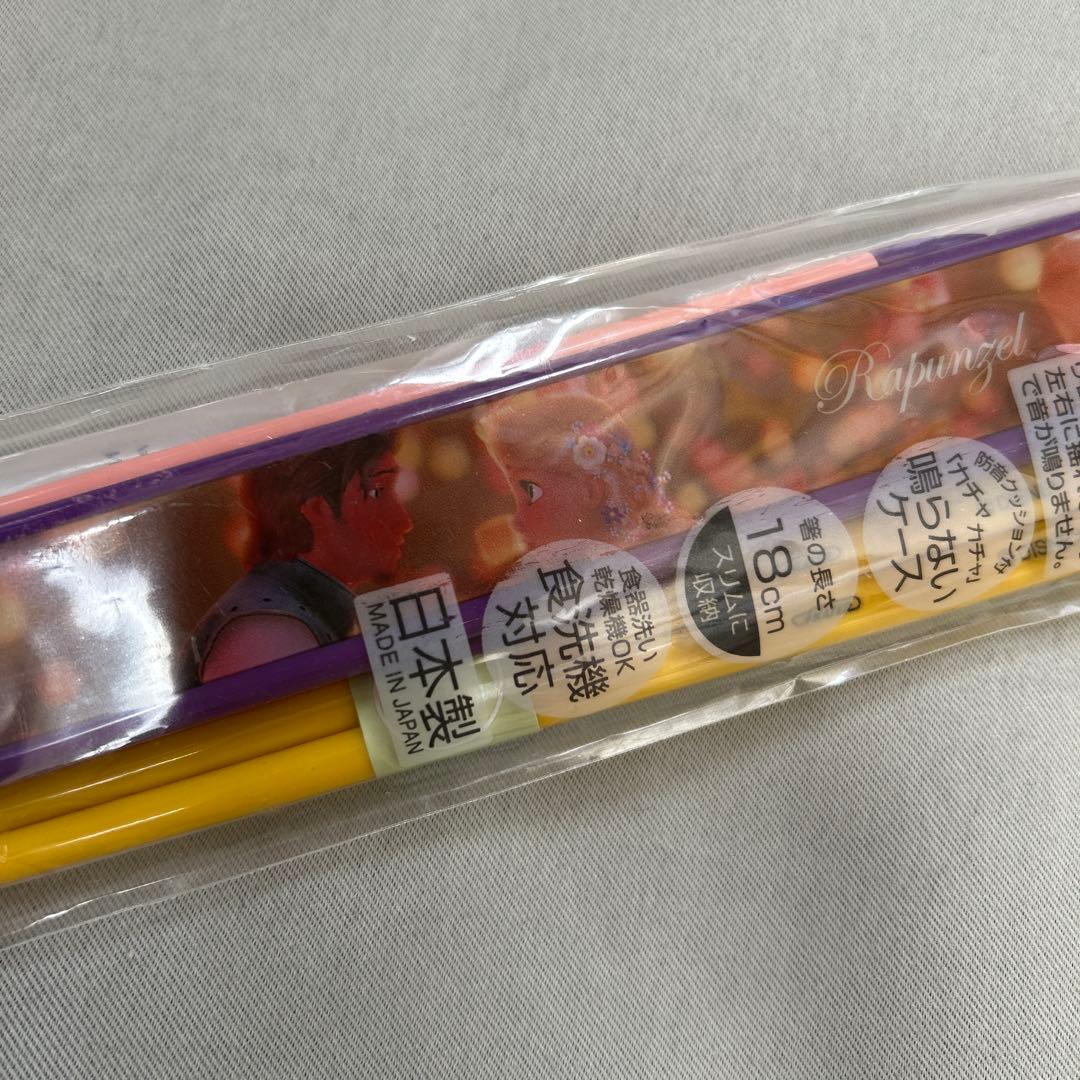 Rapunzel
日本製
MADE IN JAPAN
食器洗い
乾燥機OK
食洗機
対応
箸の長さ
18cm
スリムに
収納
防音クッションで
「カチャカチャ」
鳴らない
ケース
左右に振
で音が鳴りません。